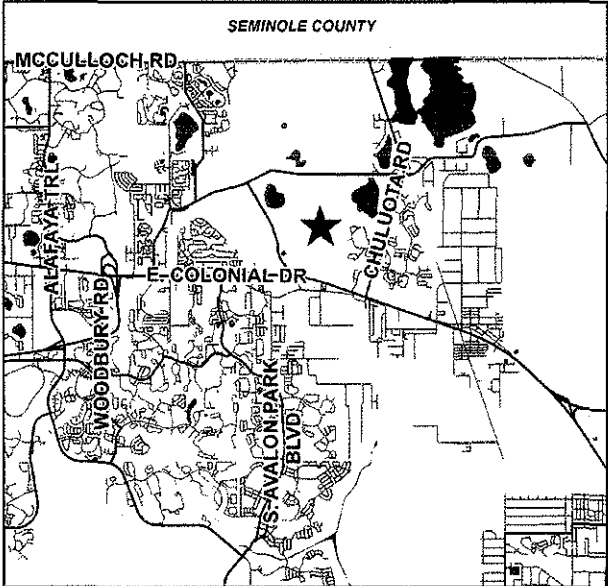 SEMINOLE COUNTY
MCCULLOCH RD
ALAFAYA TRL
CHULUOTA RD
E COLONIAL DR
WOODBURY RD
S. AVALON PARK
BLVD